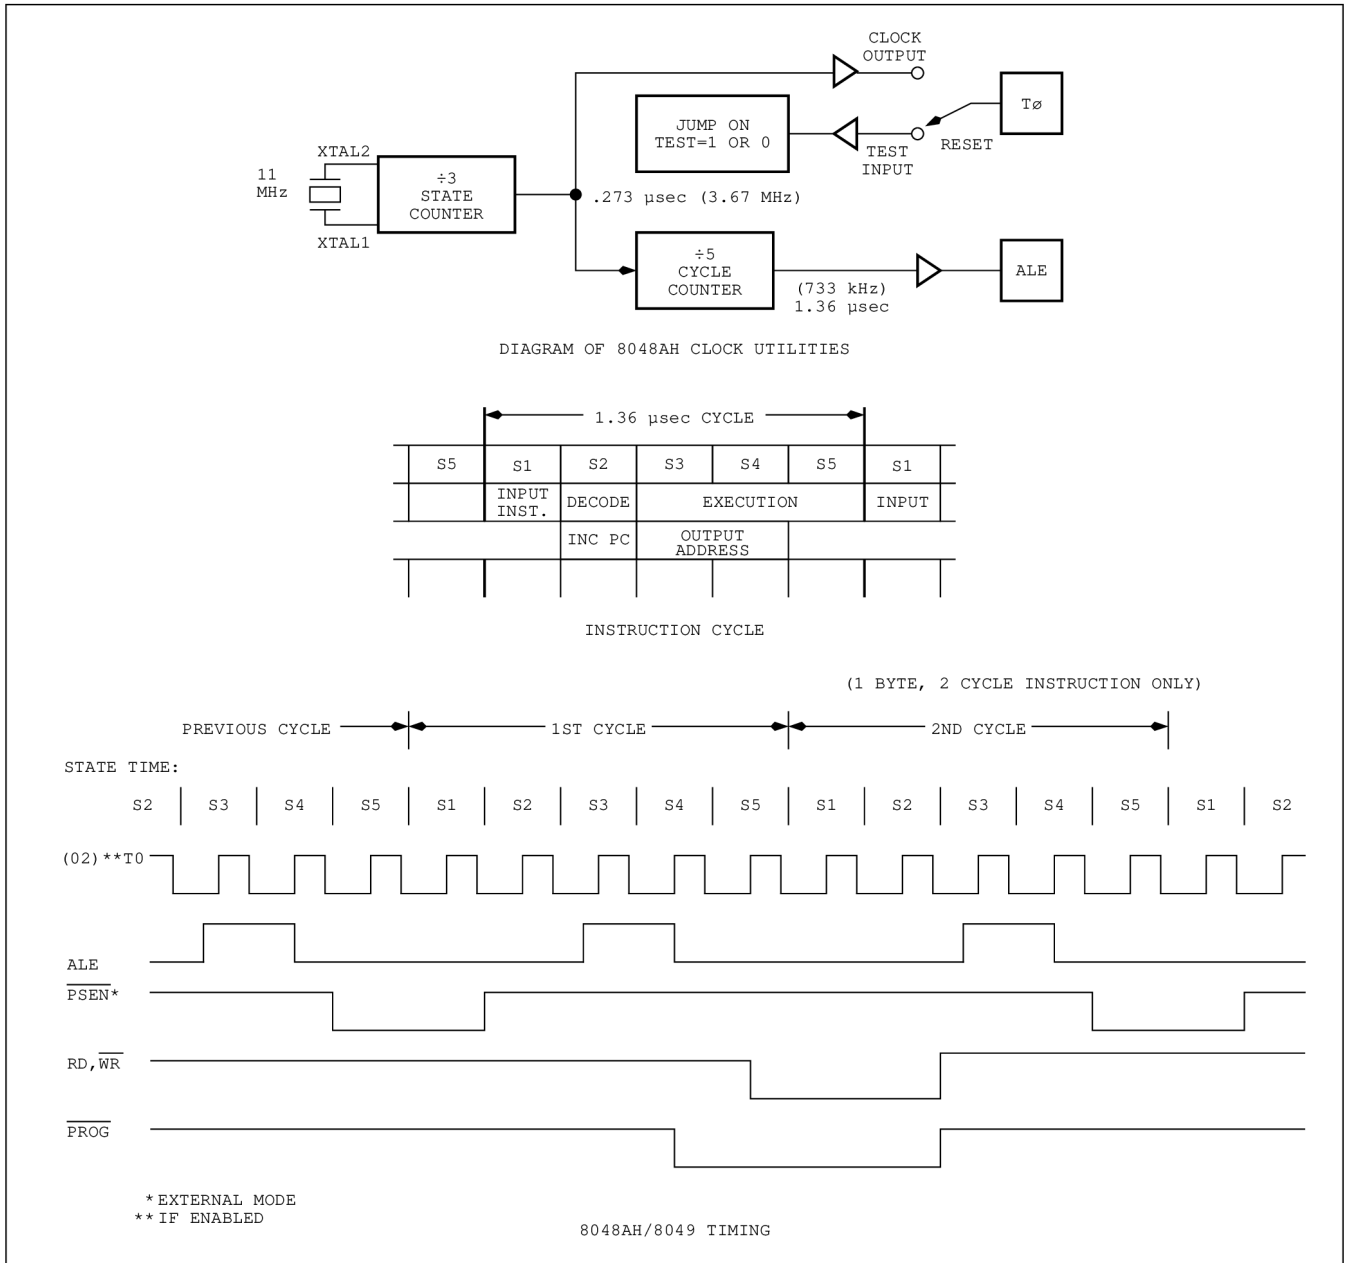 CLOCK
OUTPUT
Tø
JUMP ON
TEST=1 OR 0
TEST
INPUT
RESET
11
MHz
XTAL2
÷3
STATE
COUNTER
XTAL1
.273 µsec (3.67 MHz)
÷5
CYCLE
COUNTER
(733 kHz)
1.36 µsec
ALE
DIAGRAM OF 8048AH CLOCK UTILITIES
1.36 µsec CYCLE
S5 S1 S2 S3 S4 S5 S1
INPUT
INST.
DECODE
EXECUTION
INPUT
INC PC
OUTPUT
ADDRESS
INSTRUCTION CYCLE
(1 BYTE, 2 CYCLE INSTRUCTION ONLY)
PREVIOUS CYCLE 1ST CYCLE 2ND CYCLE
STATE TIME:
S2 S3 S4 S5 S1 S2 S3 S4 S5 S1 S2 S3 S4 S5 S1 S2
(02)**T0
ALE
PSEN*
RD,WR
PROG
*EXTERNAL MODE
**IF ENABLED
8048AH/8049 TIMING